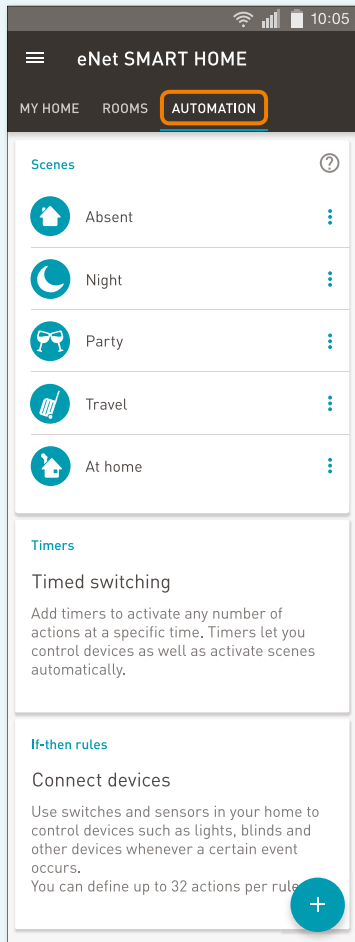 10:05
eNet SMART HOME
MY HOME ROOMS AUTOMATION
Scenes
Absent
Night
Party
Travel
At home
Timers
Timed switching
Add timers to activate any number of
actions at a specific time. Timers let you
control devices as well as activate scenes
automatically.
If-then rules
Connect devices
Use switches and sensors in your home to
control devices such as lights, blinds and
other devices whenever a certain event
occurs.
You can define up to 32 actions per rule